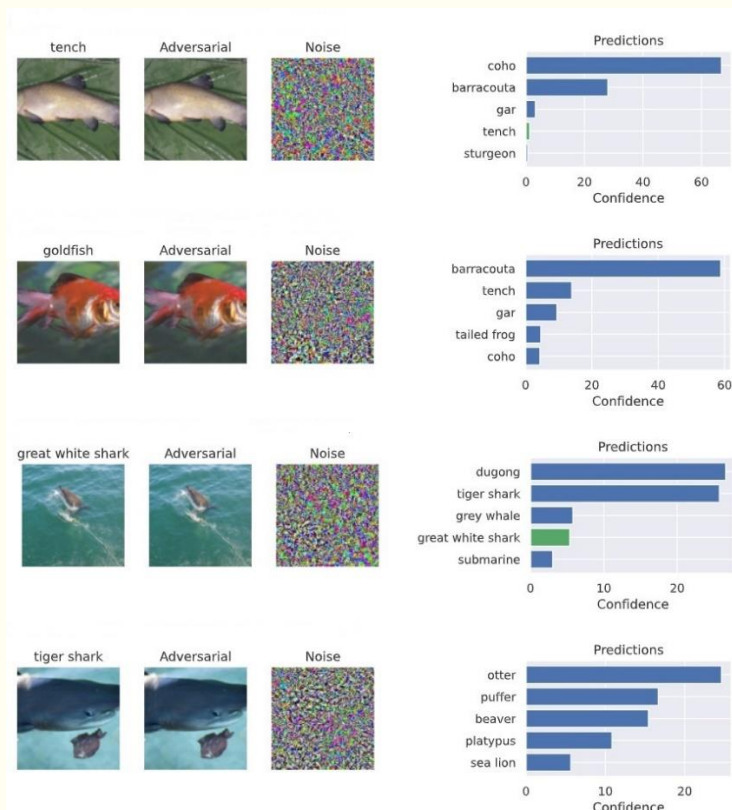 tench Adversarial Noise Predictions
coho
barracouta
gar
tench
sturgeon
0 20 40 60
Confidence
goldfish Adversarial Noise Predictions
barracouta
tench
gar
tailed frog
coho
0 20 40 60
Confidence
great white shark Adversarial Noise Predictions
dugong
tiger shark
grey whale
great white shark
submarine
0 10 20
Confidence
tiger shark Adversarial Noise Predictions
otter
puffer
beaver
platypus
sea lion
0 10 20
Confidence